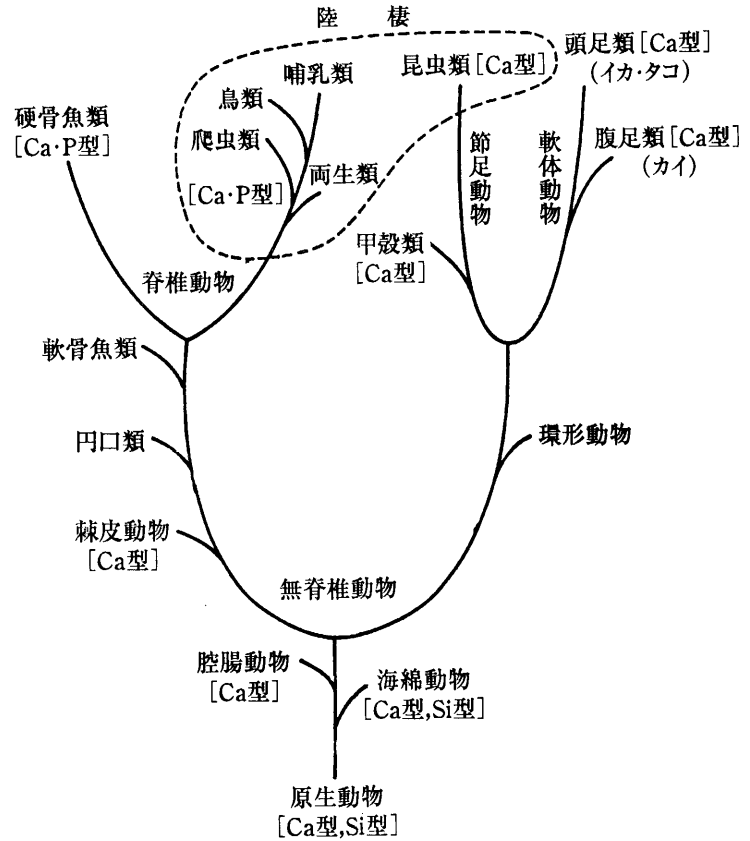 陸 棲
哺乳類
鳥類
爬虫類
[Ca·P型]
両生類
昆虫類[Ca型]
頭足類[Ca型]
(イカ・タコ)
腹足類[Ca型]
(カイ)
節足動物
軟体動物
甲殻類
[Ca型]
硬骨魚類
[Ca·P型]
脊椎動物
軟骨魚類
円口類
棘皮動物
[Ca型]
環形動物
無脊椎動物
腔腸動物
[Ca型]
海綿動物
[Ca型,Si型]
原生動物
[Ca型,Si型]